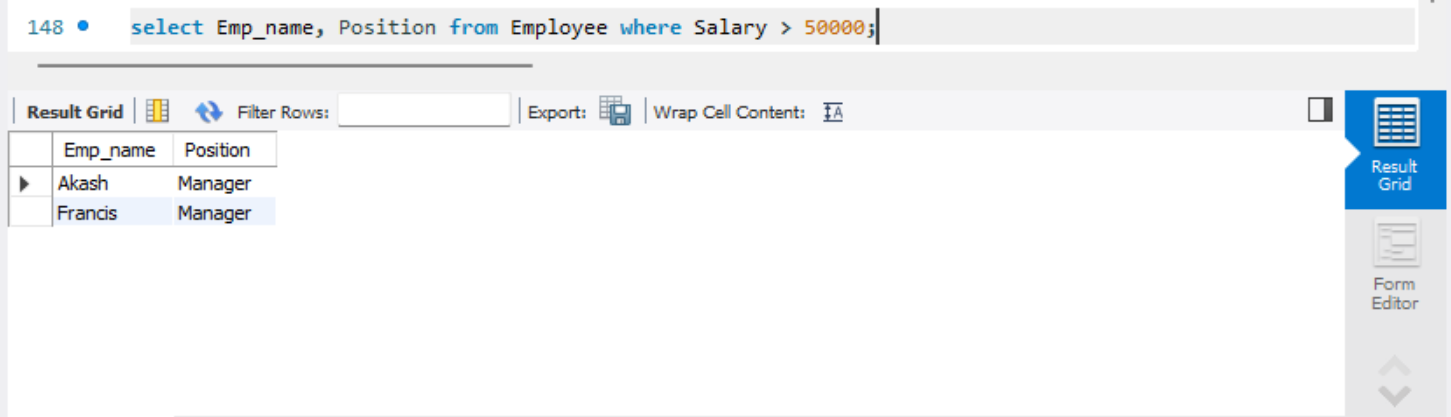 148 select Emp_name, Position from Employee where Salary > 50000;
Result Grid Filter Rows: Export: Wrap Cell Content: IA
Emp_name Position
Akash Manager
Francis Manager
Result
Grid
Form
Editor